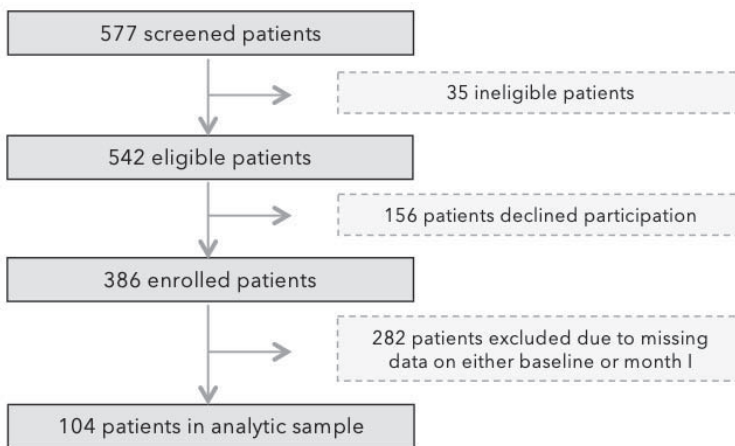 577 screened patients
35 ineligible patients
542 eligible patients
156 patients declined participation
386 enrolled patients
282 patients excluded due to missing
data on either baseline or month I
104 patients in analytic sample